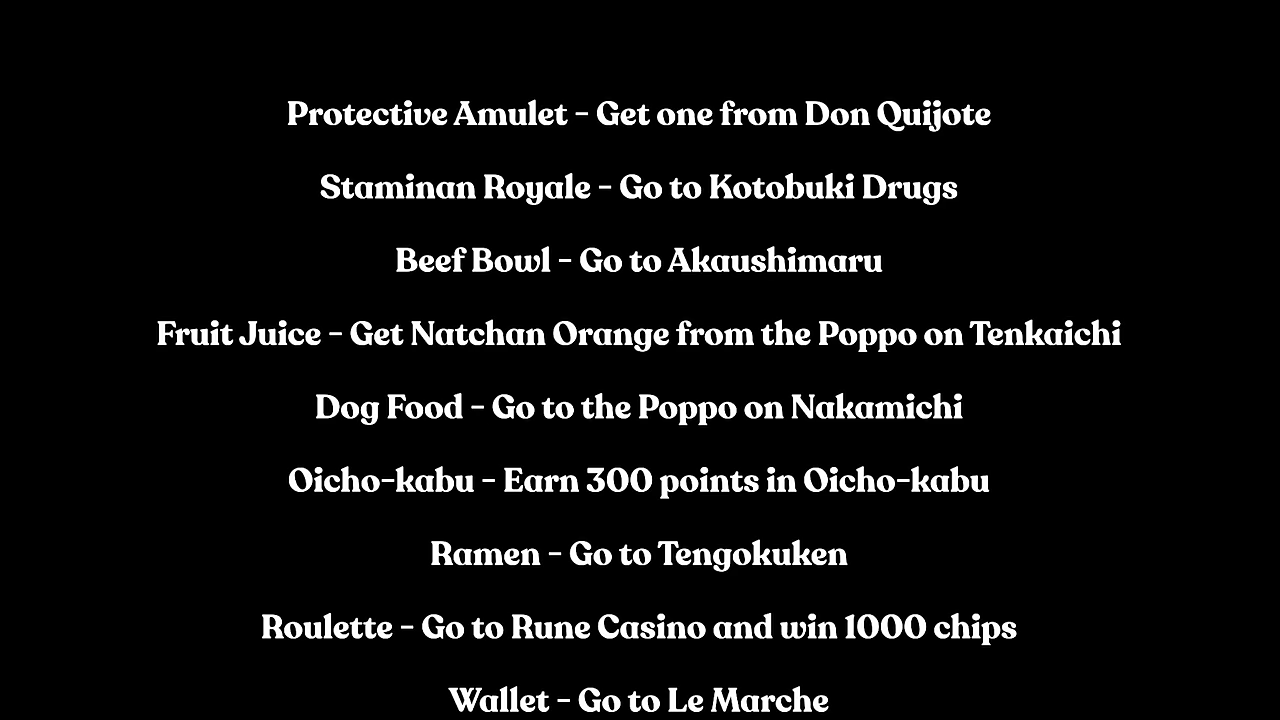 Protective Amulet - Get one from Don Quijote
Staminan Royale - Go to Kotobuki Drugs
Beef Bowl - Go to Akaushimaru
Fruit Juice - Get Natchan Orange from the Poppo on Tenkaichi
Dog Food - Go to the Poppo on Nakamichi
Oicho-kabu - Earn 300 points in Oicho-kabu
Ramen - Go to Tengokuken
Roulette - Go to Rune Casino and win 1000 chips
Wallet - Go to Le Marche